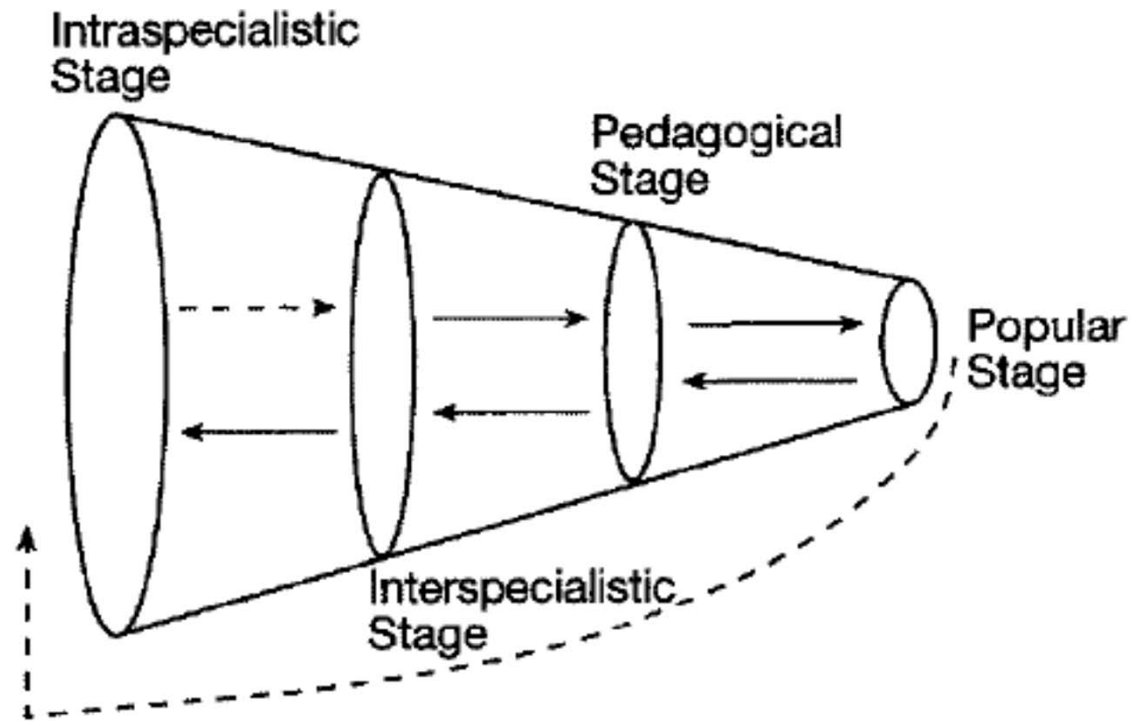 Intraspecialistic
Stage
Pedagogical
Stage
Popular
Stage
Interspecialistic
Stage